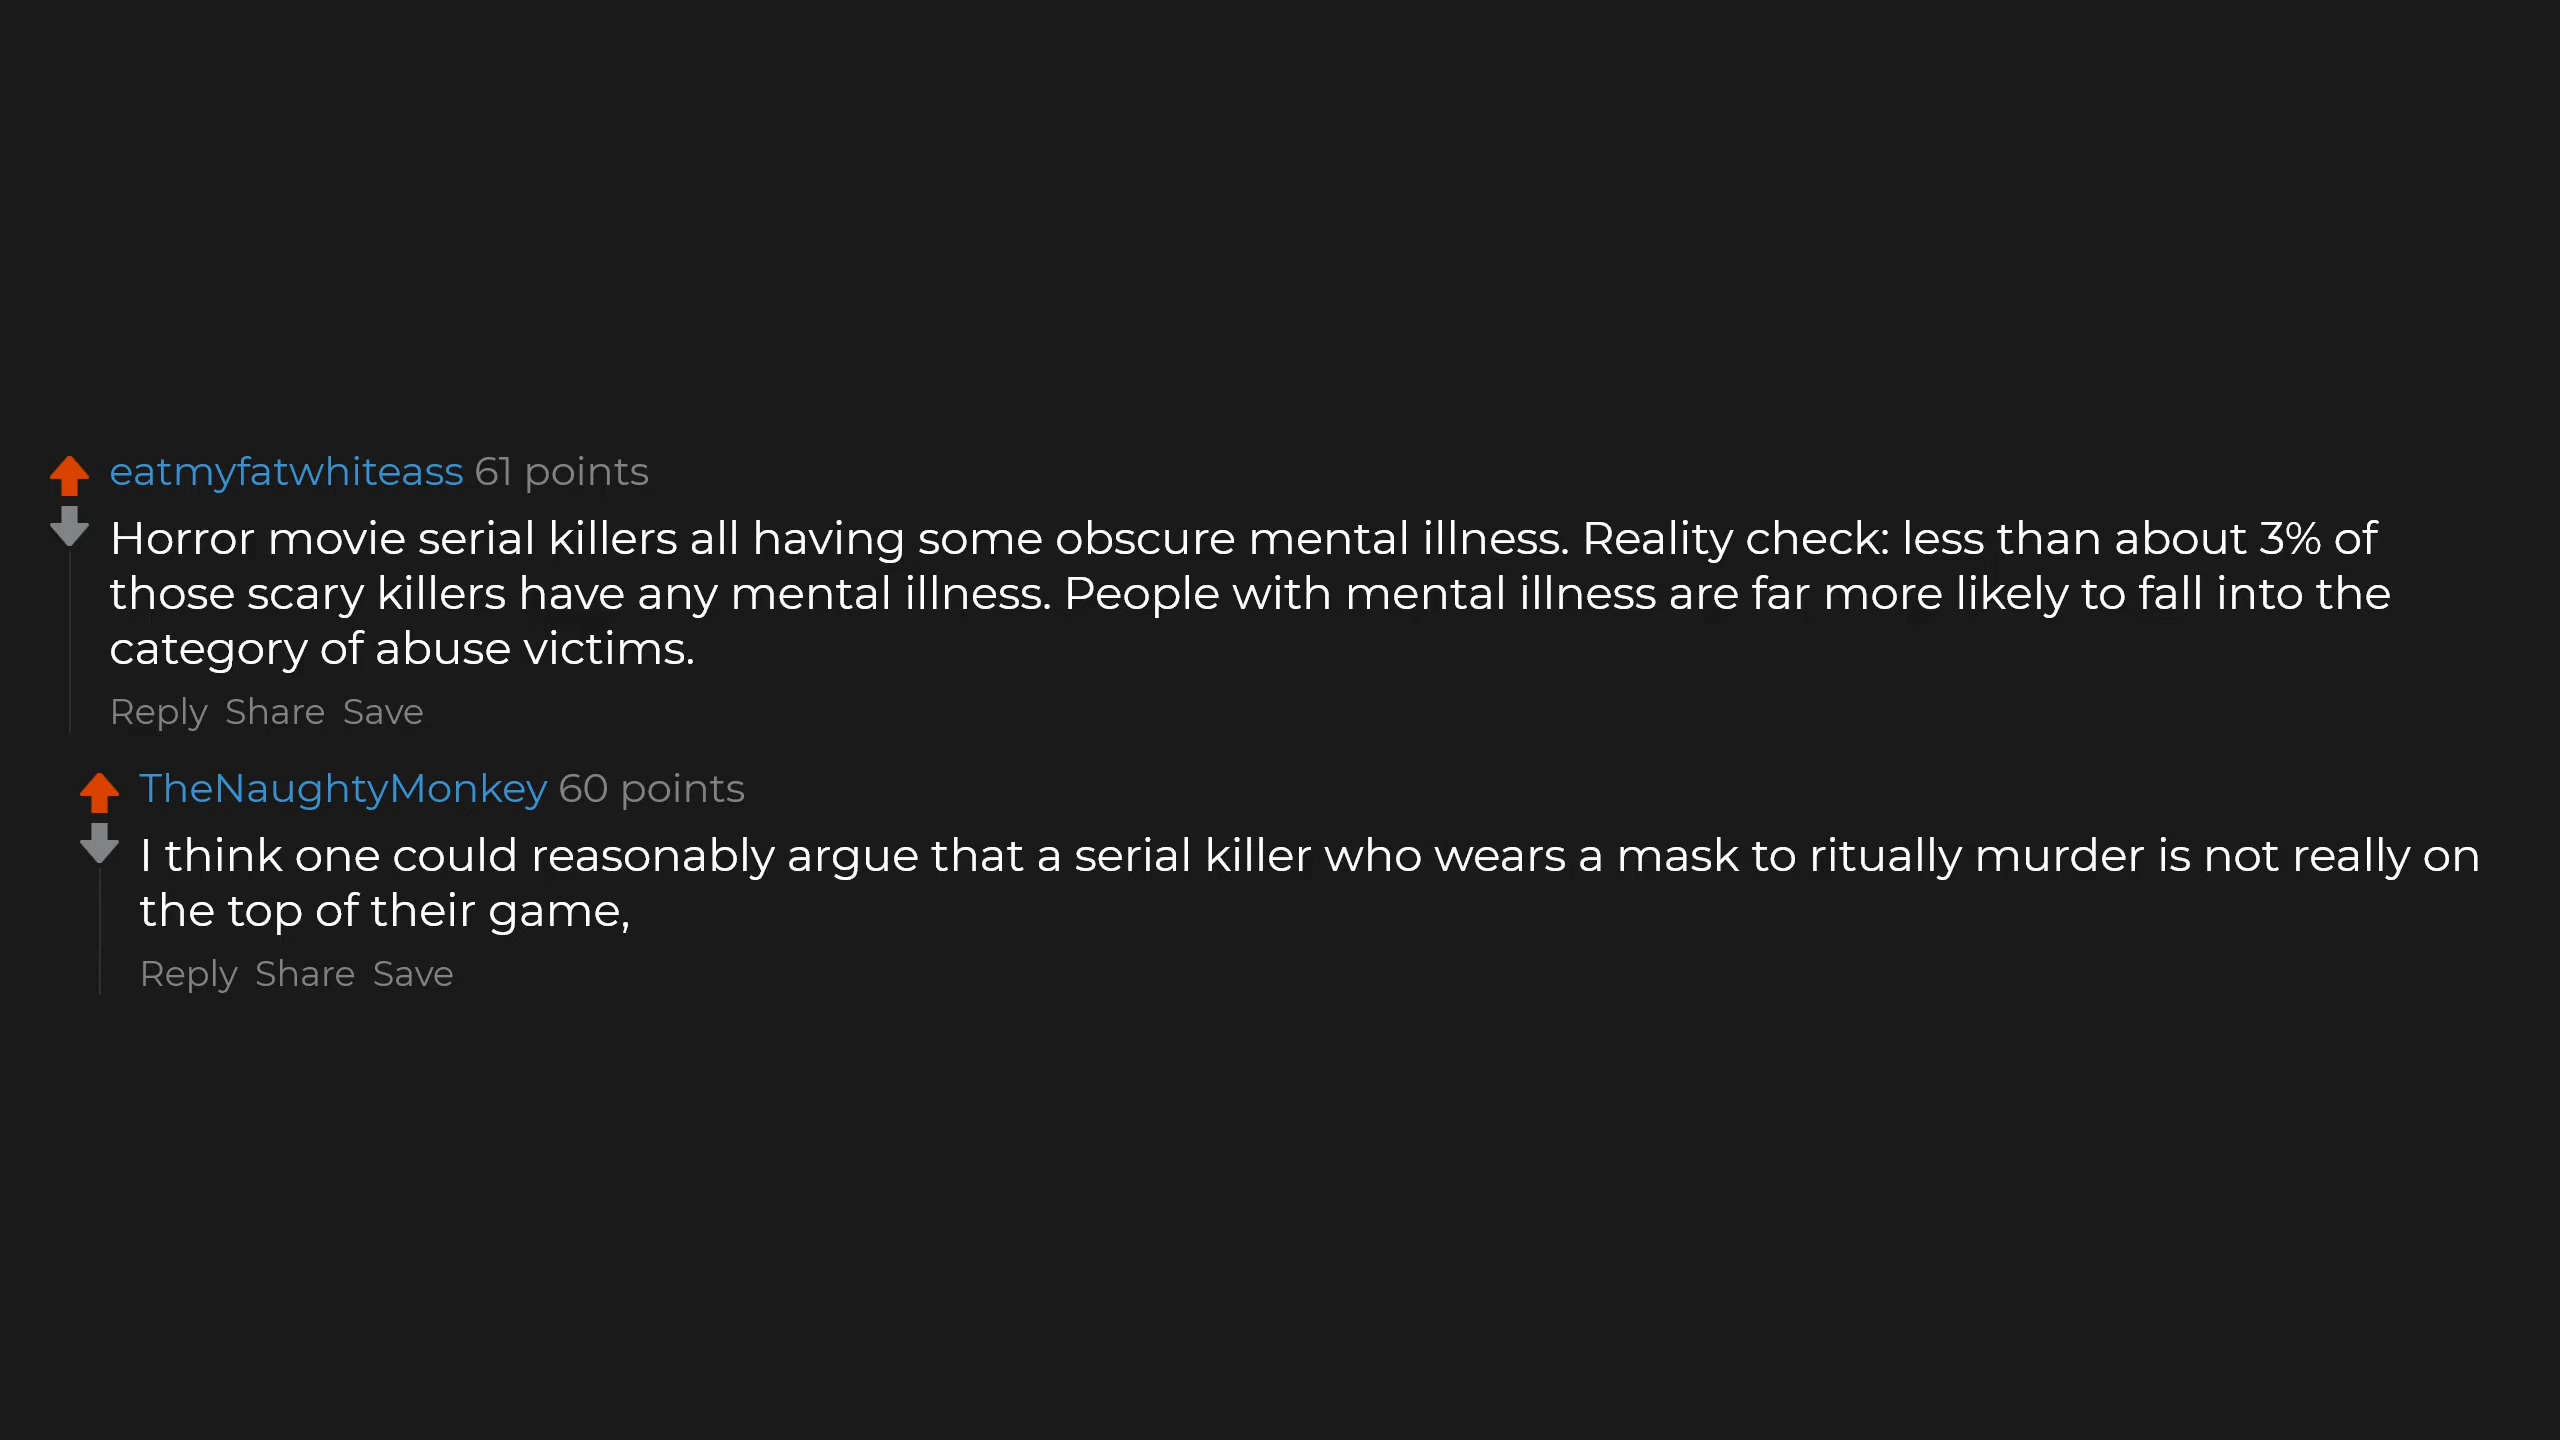 eatmyfatwhiteass 61 points
Horror movie serial killers all having some obscure mental illness. Reality check: less than about 3% of
those scary killers have any mental illness. People with mental illness are far more likely to fall into the
category of abuse victims.
Reply Share Save
TheNaughtyMonkey 60 points
I think one could reasonably argue that a serial killer who wears a mask to ritually murder is not really on
the top of their game,
Reply Share Save